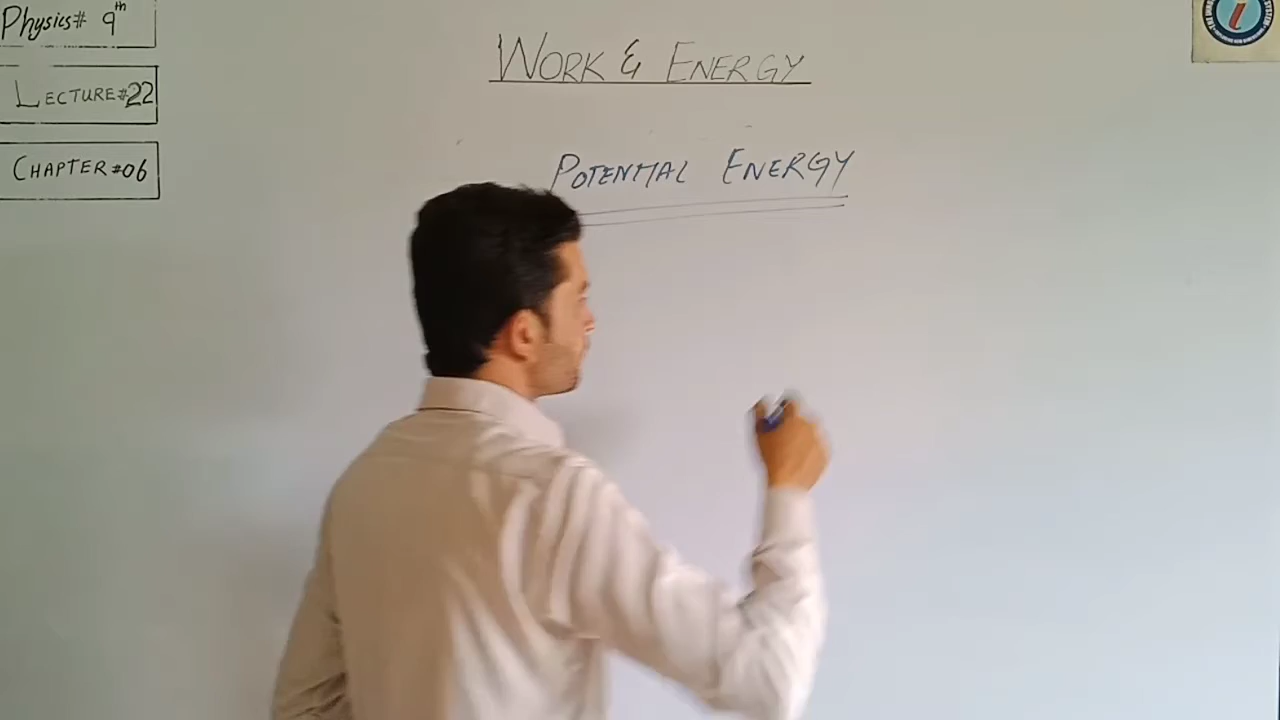 Physics# 9th
LECTURE#22
CHAPTER#06
WORK & ENERGY
POTENTIAL ENERGY